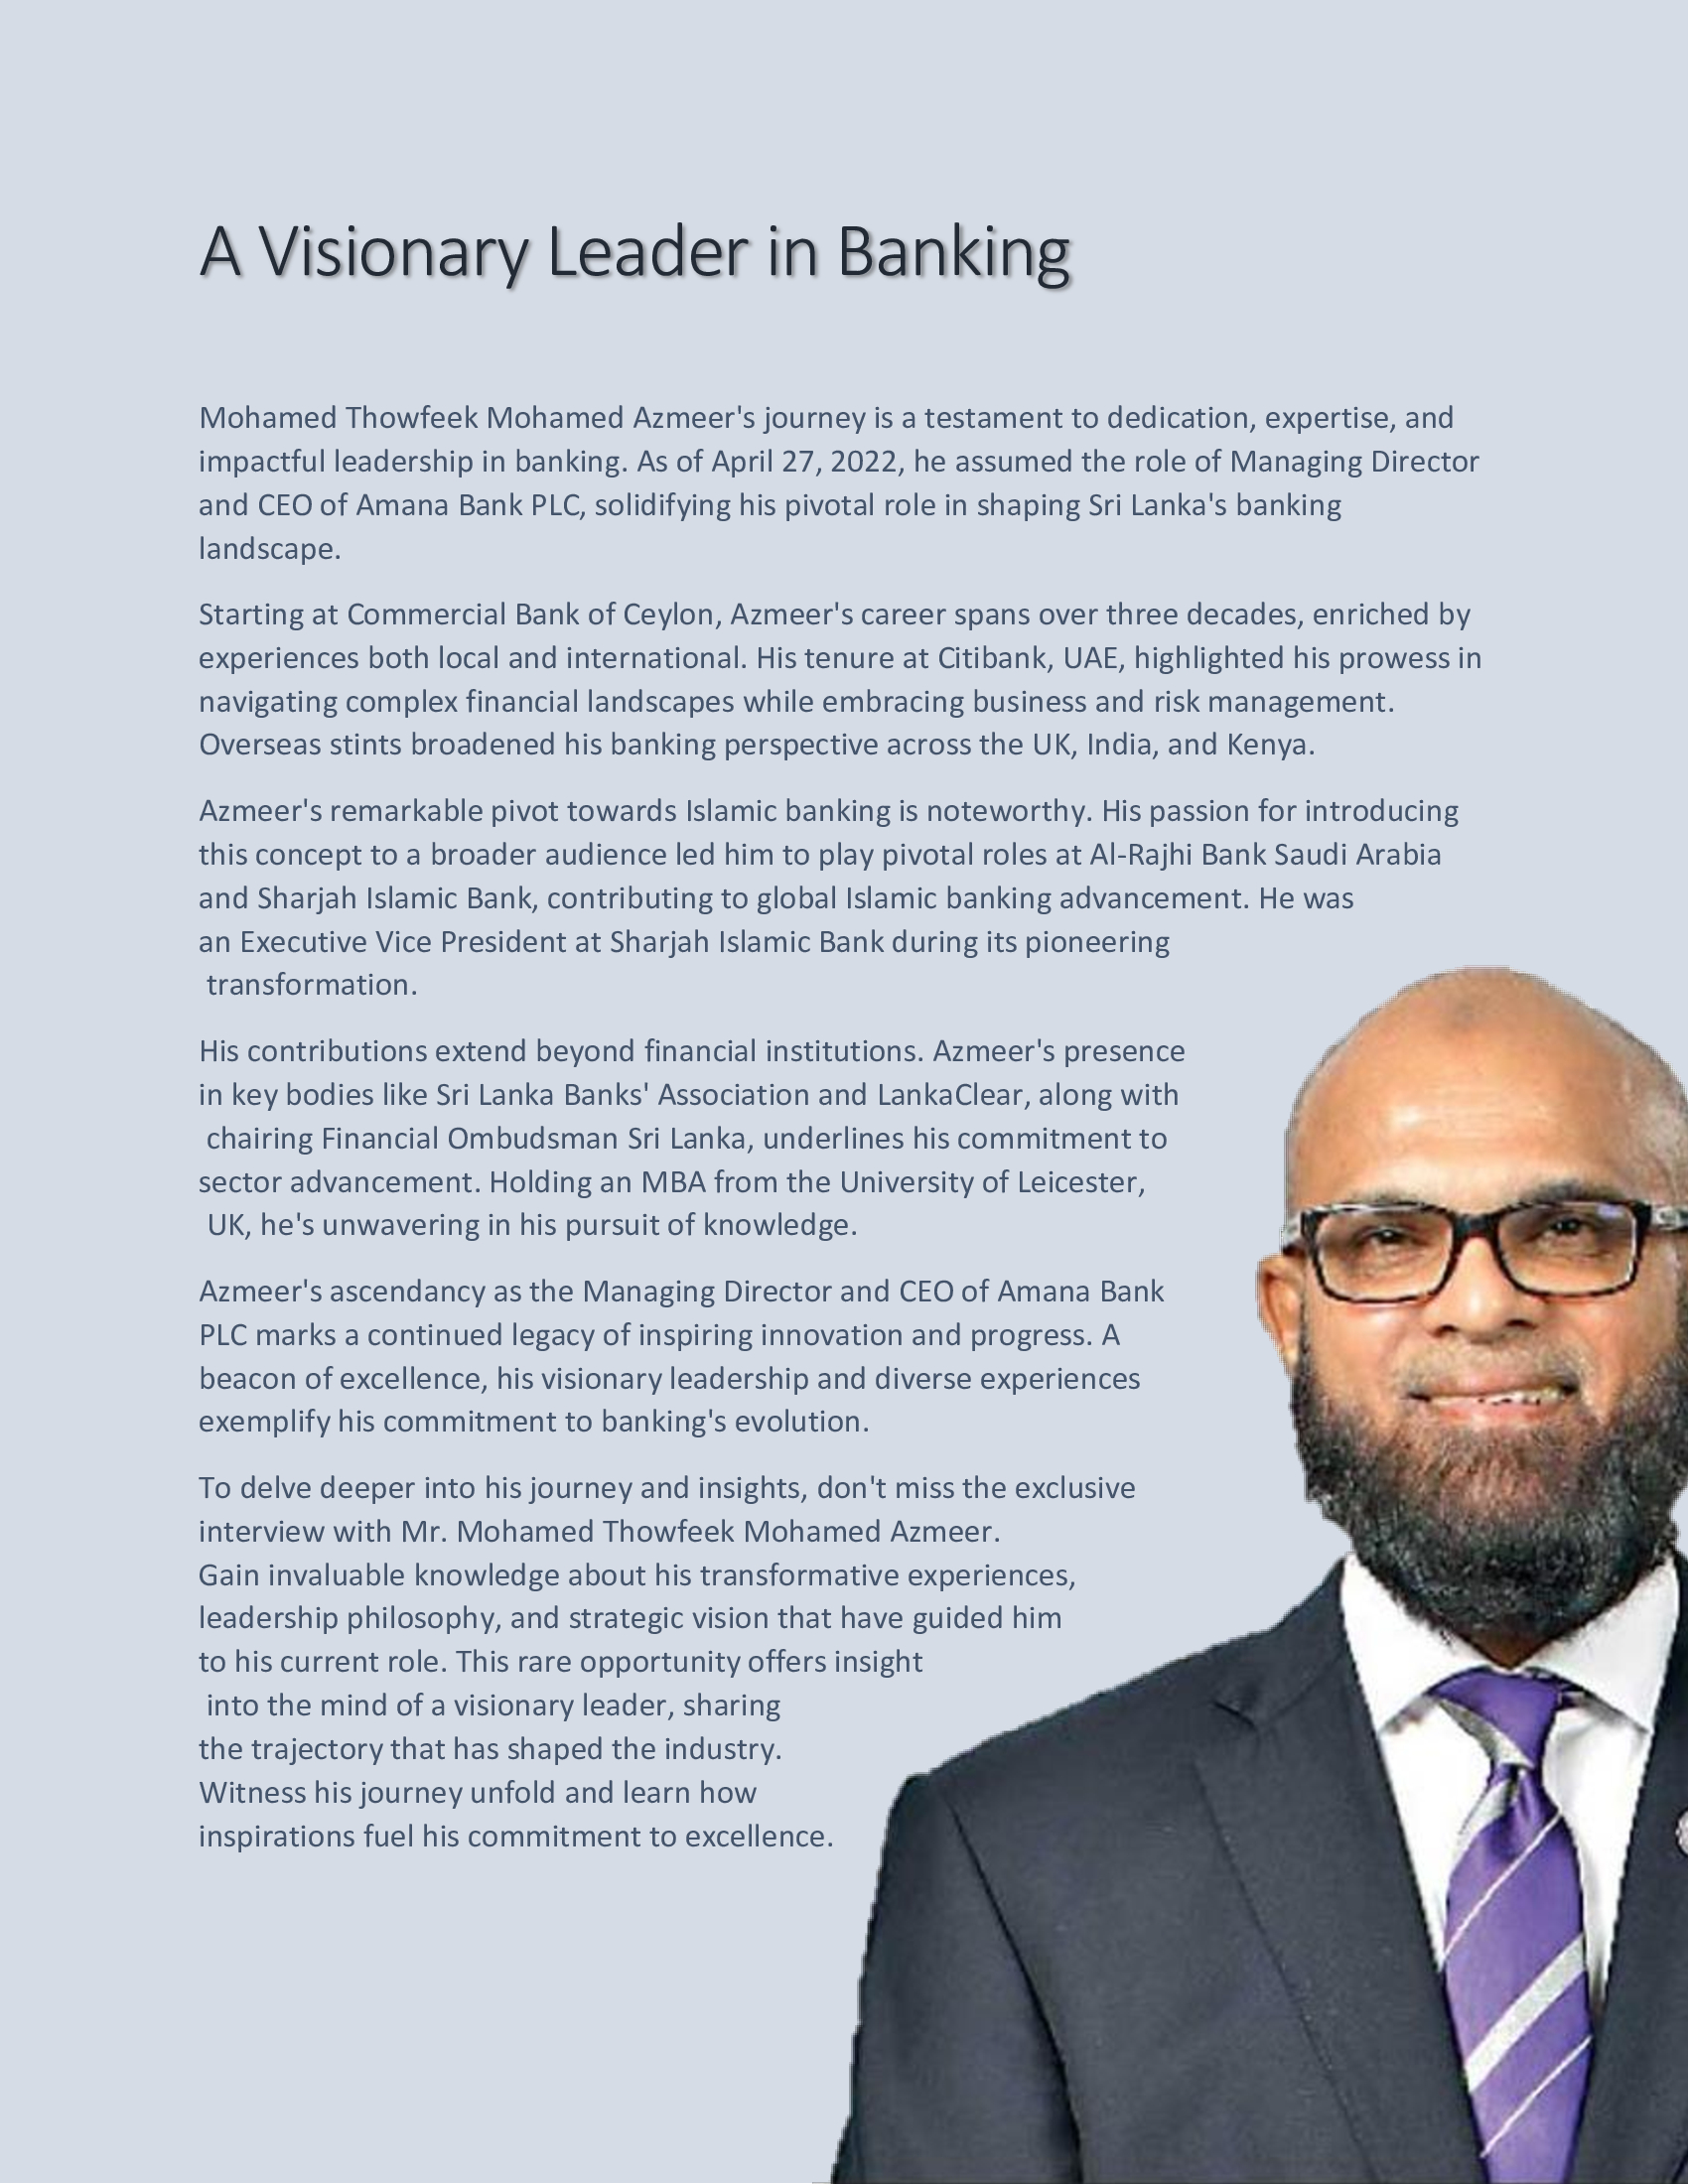 A Visionary Leader in Banking
Mohamed Thowfeek Mohamed Azmeer's journey is a testament to dedication, expertise, and
impactful leadership in banking. As of April 27, 2022, he assumed the role of Managing Director
and CEO of Amana Bank PLC, solidifying his pivotal role in shaping Sri Lanka's banking
landscape.
Starting at Commercial Bank of Ceylon, Azmeer's career spans over three decades, enriched by
experiences both local and international. His tenure at Citibank, UAE, highlighted his prowess in
navigating complex financial landscapes while embracing business and risk management.
Overseas stints broadened his banking perspective across the UK, India, and Kenya.
Azmeer's remarkable pivot towards Islamic banking is noteworthy. His passion for introducing
this concept to a broader audience led him to play pivotal roles at Al-Rajhi Bank Saudi Arabia
and Sharjah Islamic Bank, contributing to global Islamic banking advancement. He was
an Executive Vice President at Sharjah Islamic Bank during its pioneering
transformation.
His contributions extend beyond financial institutions. Azmeer's presence
in key bodies like Sri Lanka Banks' Association and LankaClear, along with
chairing Financial Ombudsman Sri Lanka, underlines his commitment to
sector advancement. Holding an MBA from the University of Leicester,
UK, he's unwavering in his pursuit of knowledge.
Azmeer's ascendancy as the Managing Director and CEO of Amana Bank
PLC marks a continued legacy of inspiring innovation and progress. A
beacon of excellence, his visionary leadership and diverse experiences
exemplify his commitment to banking's evolution.
To delve deeper into his journey and insights, don't miss the exclusive
interview with Mr. Mohamed Thowfeek Mohamed Azmeer.
Gain invaluable knowledge about his transformative experiences,
leadership philosophy, and strategic vision that have guided him
to his current role. This rare opportunity offers insight
into the mind of a visionary leader, sharing
the trajectory that has shaped the industry.
Witness his journey unfold and learn how
inspirations fuel his commitment to excellence.